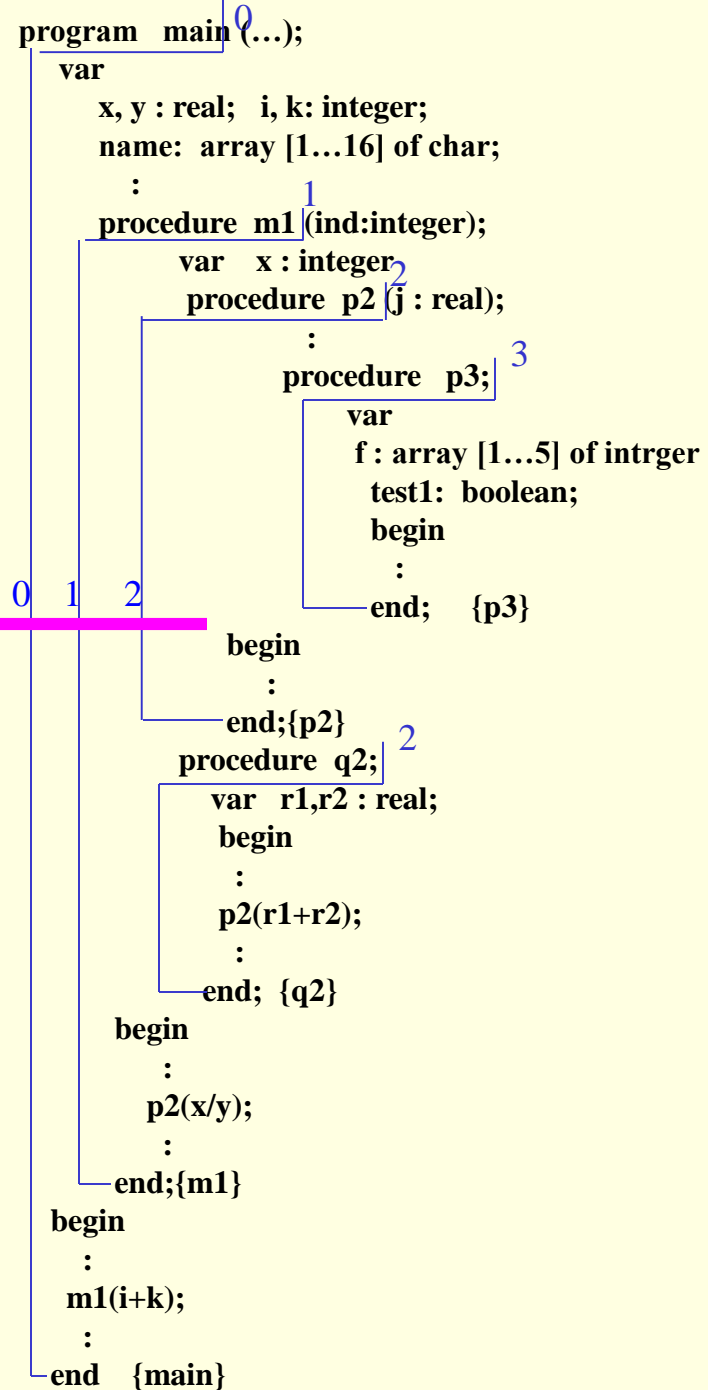 0
program main (…);
var
x, y : real; i, k: integer;
name: array [1…16] of char;
:
1
procedure m1 (ind:integer);
var x : integer
2
procedure p2 (j : real);
:
3
procedure p3;
var
f : array [1…5] of intrger
test1: boolean;
begin
:
0 1 2
end; {p3}
begin
:
end;{p2}
2
procedure q2;
var r1,r2 : real;
begin
:
p2(r1+r2);
:
end; {q2}
begin
:
p2(x/y);
:
end;{m1}
begin
:
m1(i+k);
:
end {main}